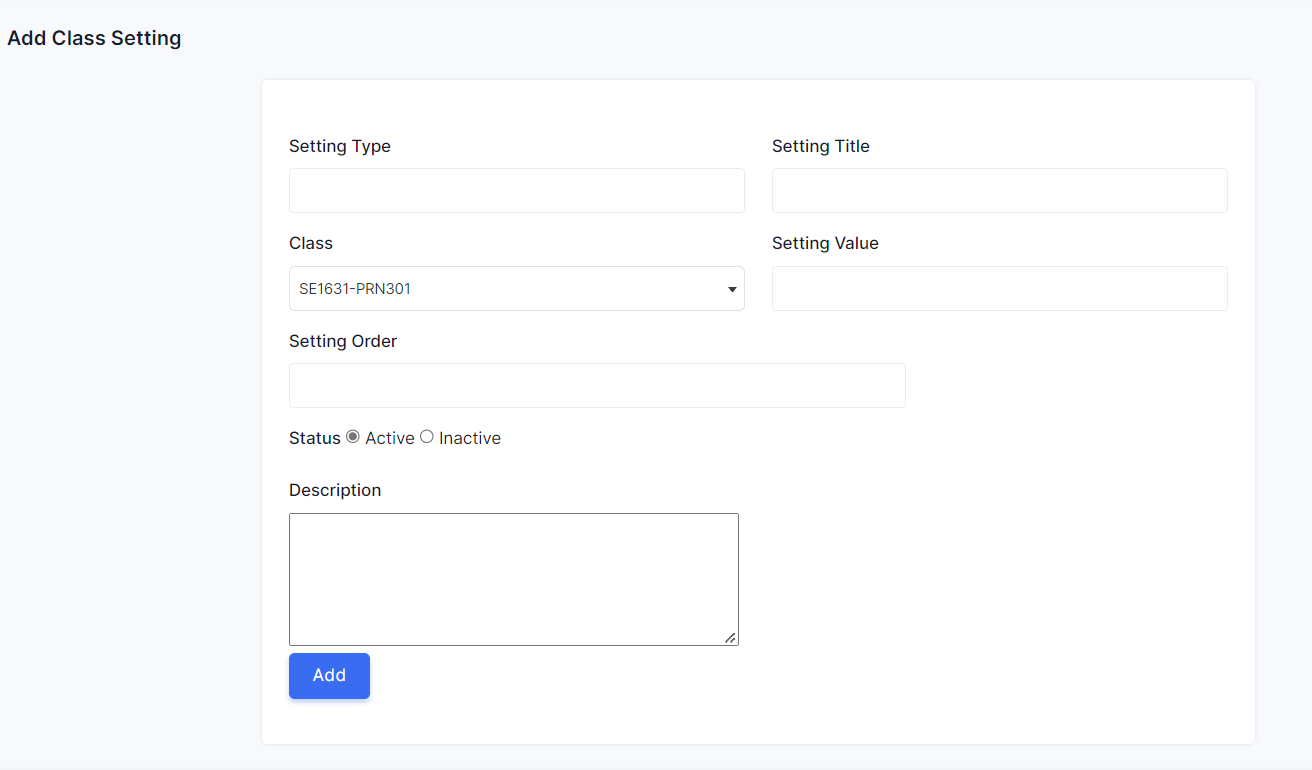 Add Class Setting
Setting Type
Setting Title
Class
Setting Value
SE1631-PRN301
Setting Order
Status Active Inactive
Description
Add